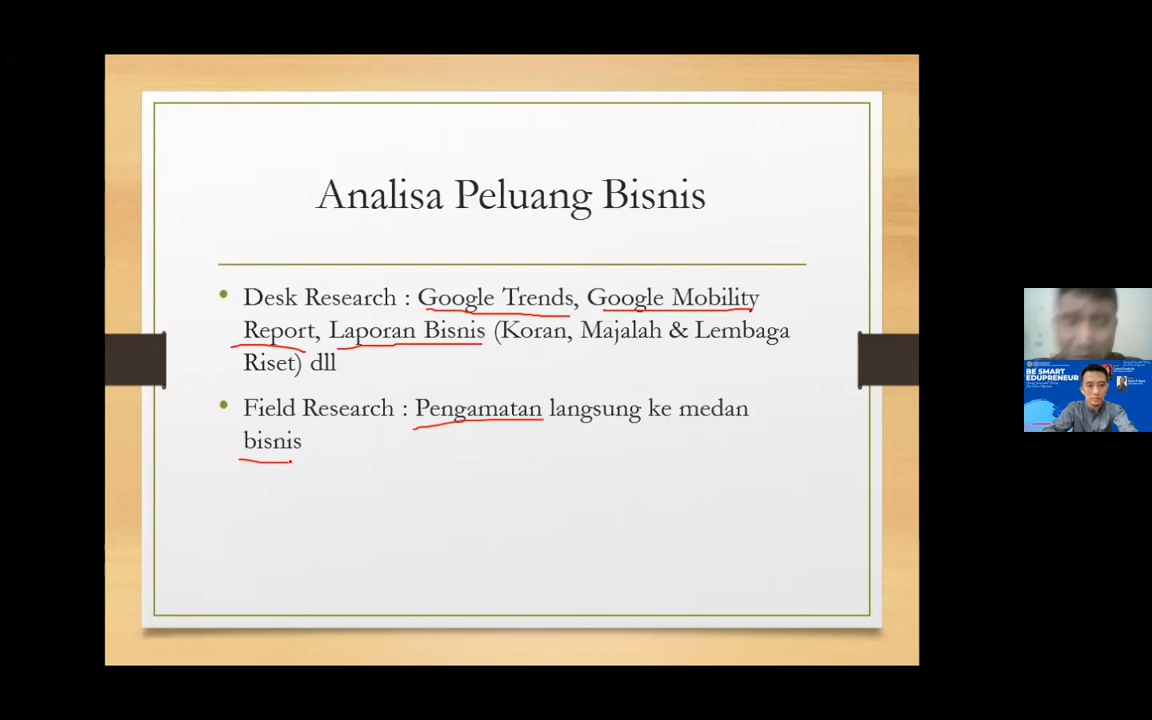 Analisa Peluang Bisnis
Desk Research : Google Trends, Google Mobility
Report, Laporan Bisnis (Koran, Majalah & Lembaga
Riset) dll
Field Research : Pengamatan langsung ke medan
bisnis
BE SMART
EDUPRENEUR